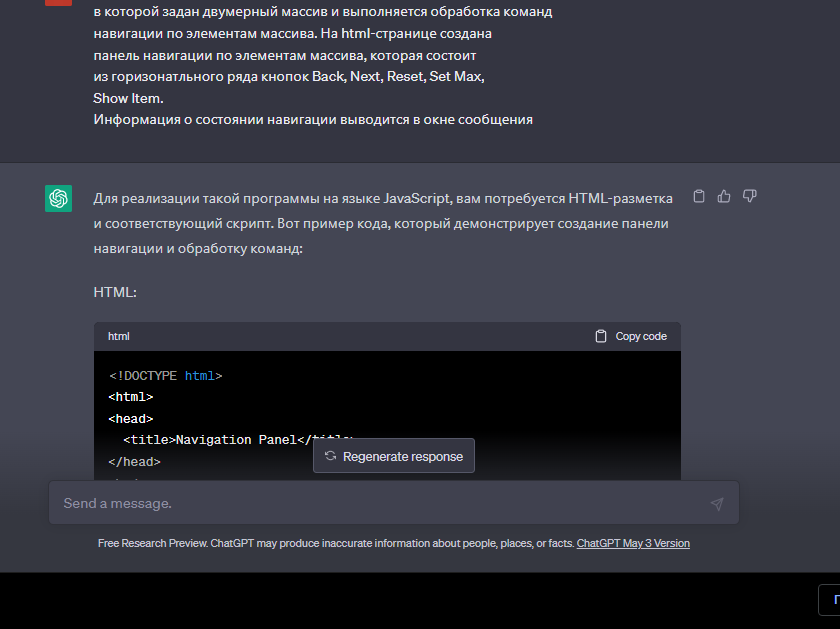 в которой задан двумерный массив и выполняется обработка команд
навигации по элементам массива. На html-странице создана
панель навигации по элементам массива, которая состоит
из горизонатльного ряда кнопок Back, Next, Reset, Set Max,
Show Item.
Информация о состоянии навигации выводится в окне сообщения
Для реализации такой программы на языке JavaScript, вам потребуется HTML-разметка
и соответствующий скрипт. Вот пример кода, который демонстрирует создание панели
навигации и обработку команд:
HTML:
html Copy code
<!DOCTYPE html>
<html>
<head>
<title>Navigation Panel</title>
</head>
Regenerate response
Send a message.
Free Research Preview. ChatGPT may produce inaccurate information about people, places, or facts. ChatGPT May 3 Version